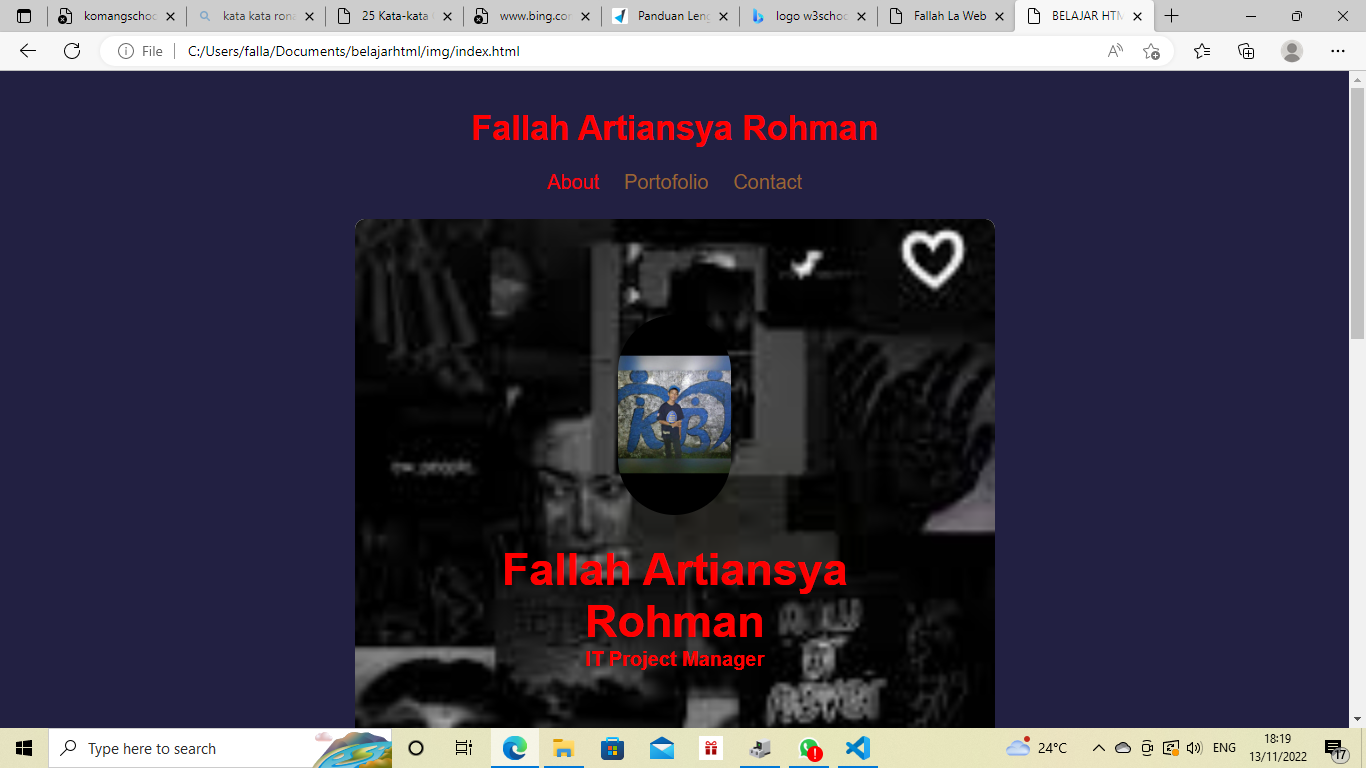 komangschoo
kata kata rona
25 Kata-kata
www.bing.co
Panduan Leng
logo w3schoo
Fallah La Web
BELAJAR HTM
File
C:/Users/falla/Documents/belajarhtml/img/index.html
Fallah Artiansya Rohman
About Portofolio Contact
KB
Fallah Artiansya
Rohman
IT Project Manager
Type here to search
24°C
ENG
18:19
13/11/2022
17